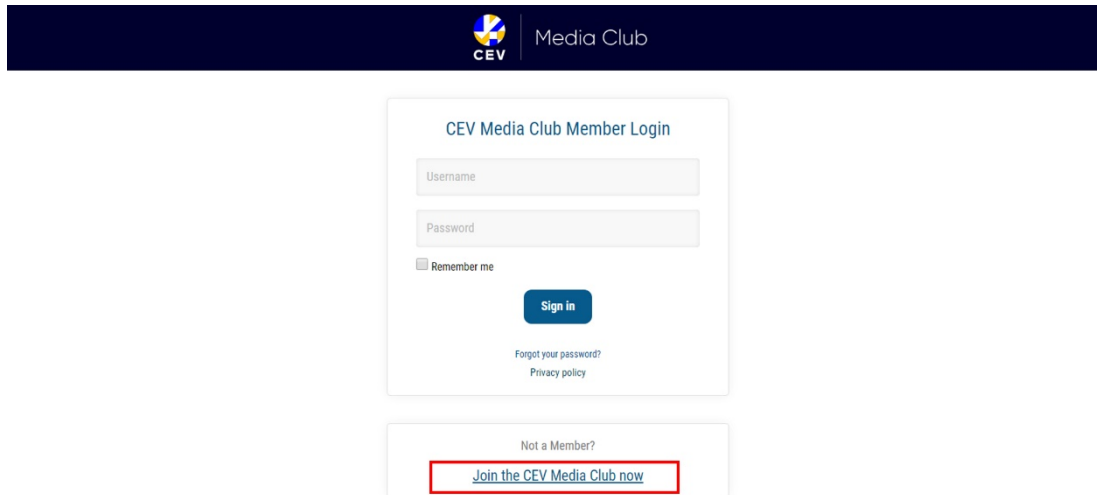 CEV
Media Club
CEV Media Club Member Login
Username
Password
Remember me
Sign in
Forgot your password?
Privacy policy
Not a Member?
Join the CEV Media Club now